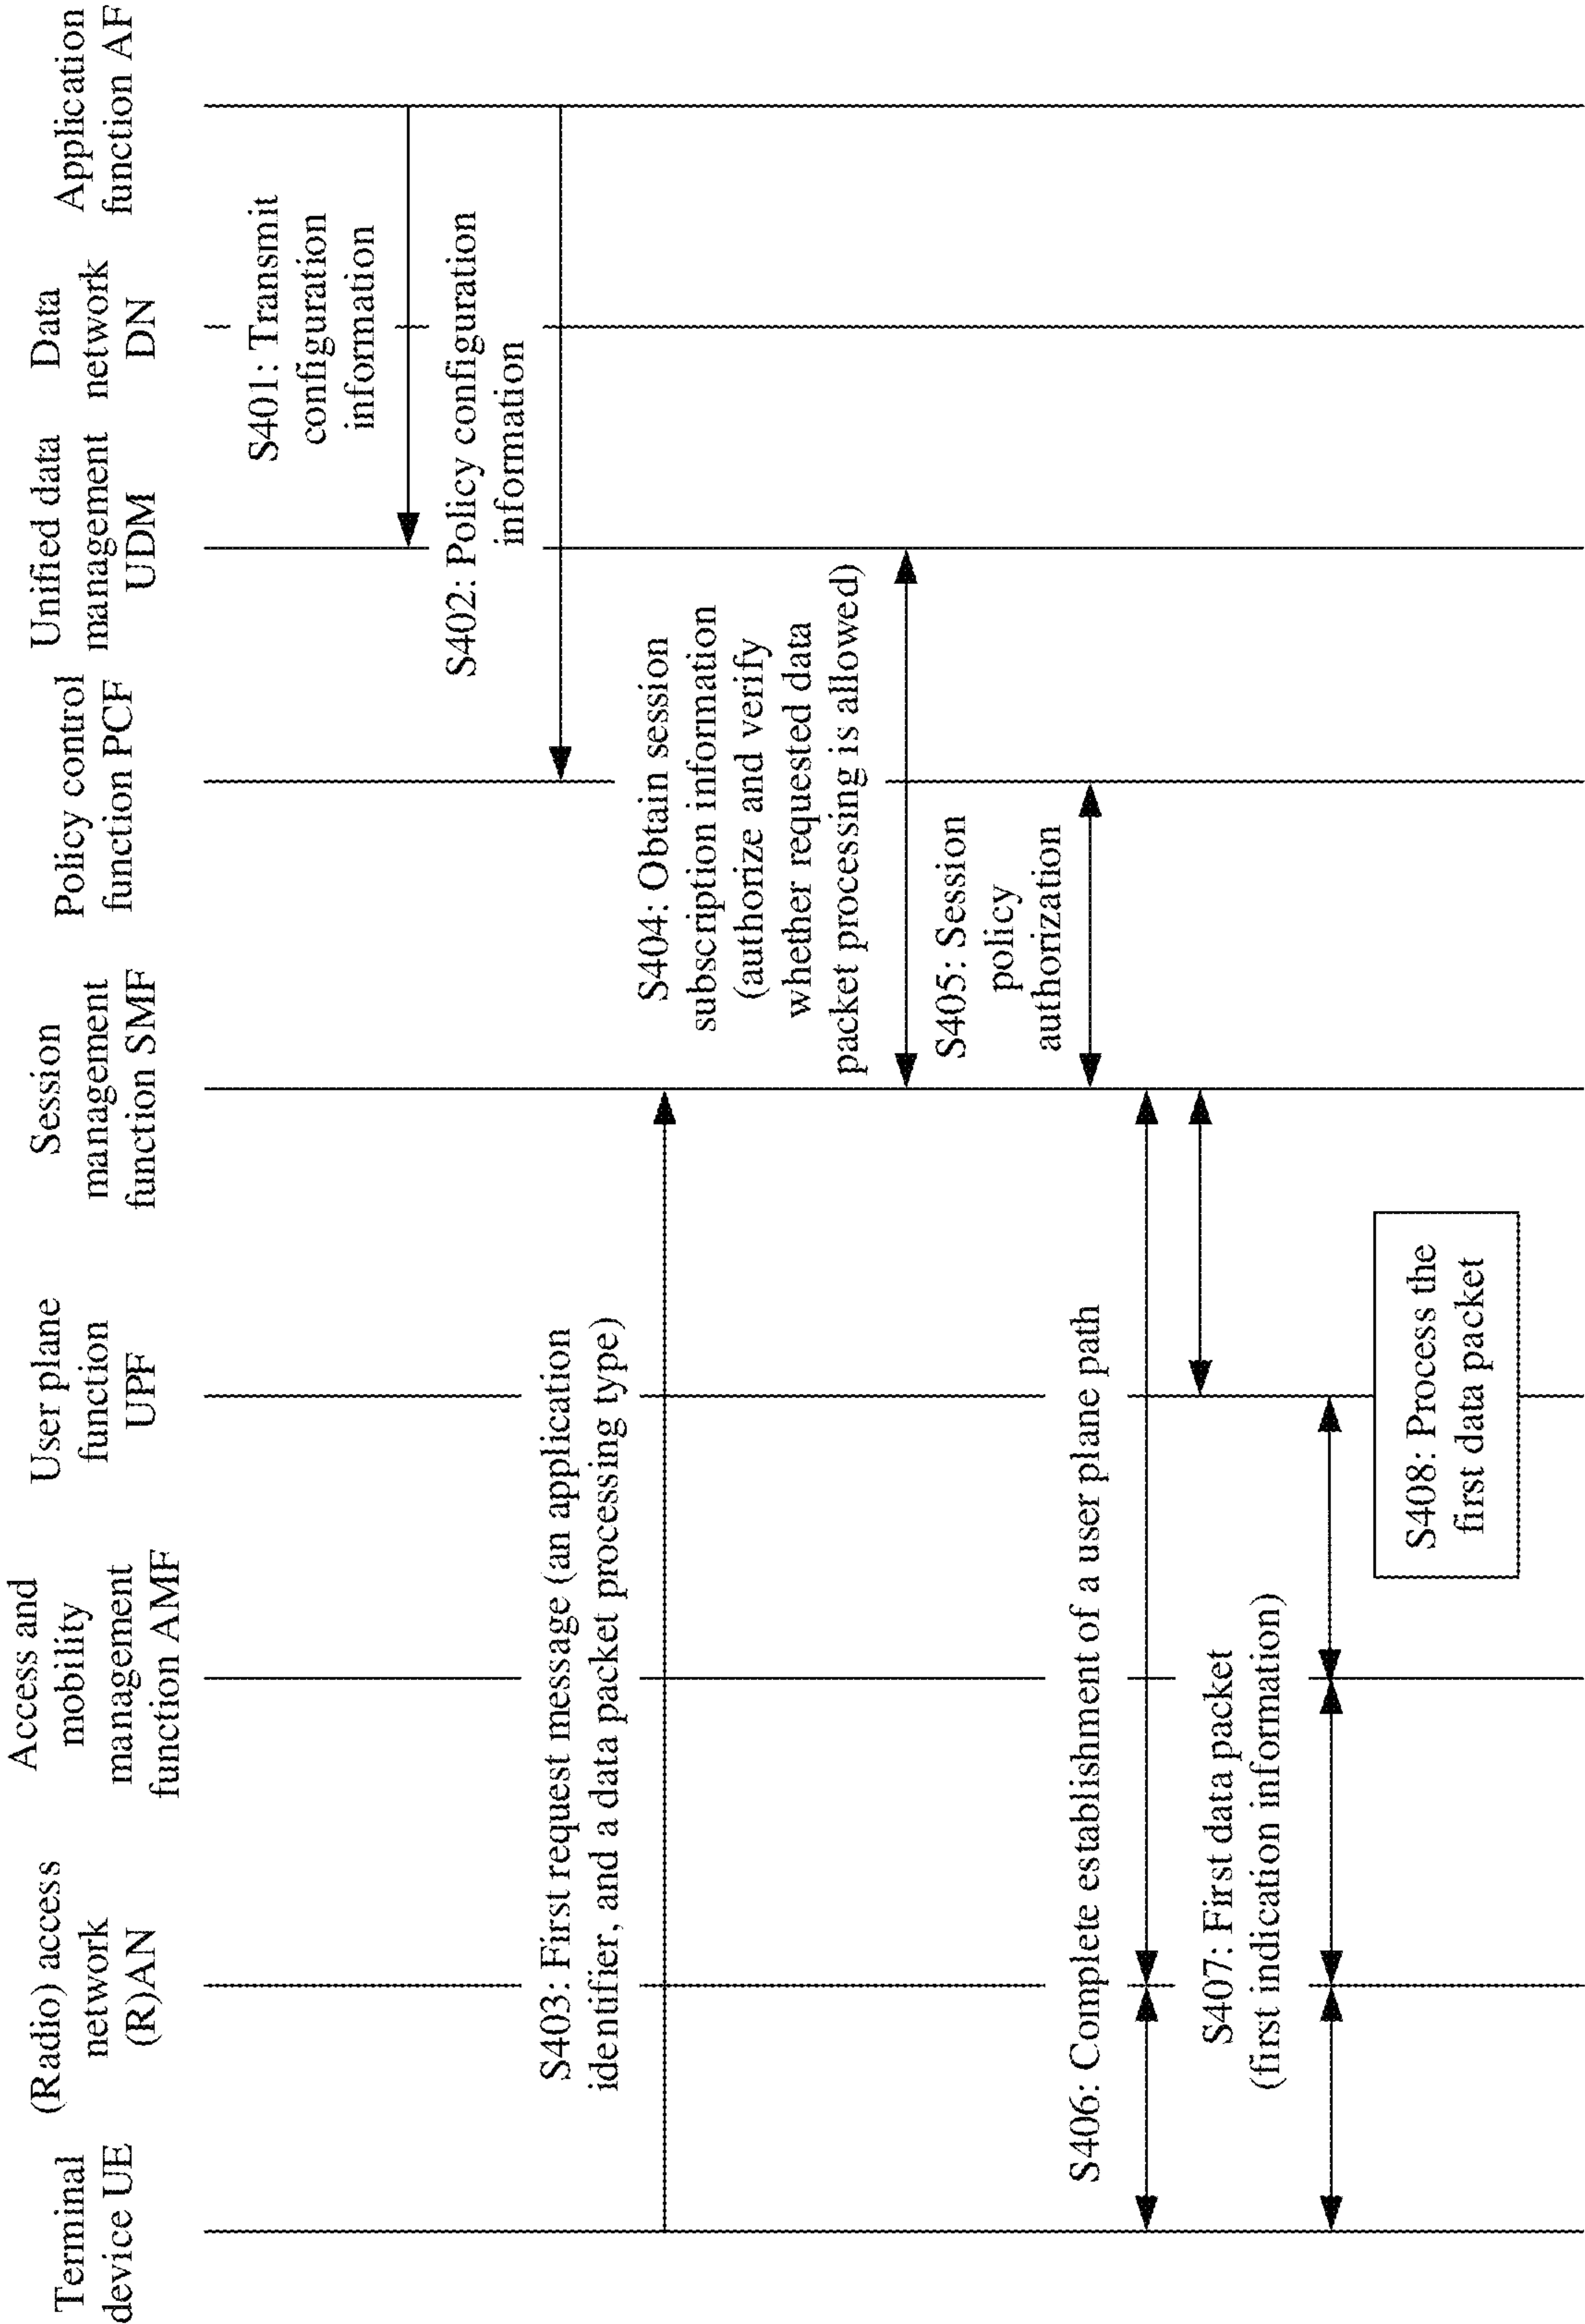 Terminal
device UE
(Radio) access
network
(R)AN
Access and
mobility
management
function AMF
User plane
function
UPF
Session
management
function SMF
Policy control
function PCF
Unified data
management
UDM
Data
network
DN
Application
function AF
S401: Transmit
configuration
information
S402: Policy configuration
information
S403: First request message (an application
identifier, and a data packet processing type)
S404: Obtain session
subscription information
(authorize and verify
whether requested data
packet processing is allowed)
S405: Session
policy
authorization
S406: Complete establishment of a user plane path
S407: First data packet
(first indication information)
S408: Process the
first data packet